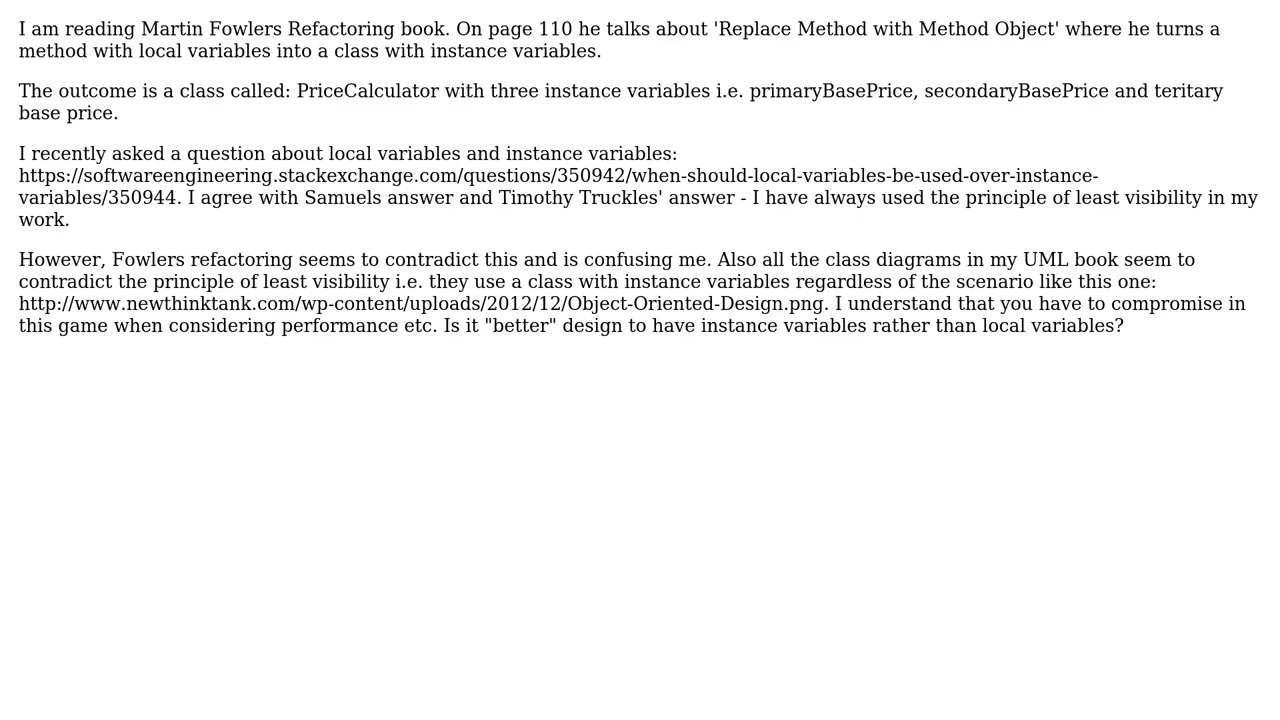 I am reading Martin Fowlers Refactoring book. On page 110 he talks about 'Replace Method with Method Object' where he turns a
method with local variables into a class with instance variables.
The outcome is a class called: PriceCalculator with three instance variables i.e. primaryBasePrice, secondaryBasePrice and teritary
base price.
I recently asked a question about local variables and instance variables:
https://softwareengineering.stackexchange.com/questions/350942/when-should-local-variables-be-used-over-instance-
variables/350944. I agree with Samuels answer and Timothy Truckles' answer - I have always used the principle of least visibility in my
work.
However, Fowlers refactoring seems to contradict this and is confusing me. Also all the class diagrams in my UML book seem to
contradict the principle of least visibility i.e. they use a class with instance variables regardless of the scenario like this one:
http://www.newthinktank.com/wp-content/uploads/2012/12/Object-Oriented-Design.png. I understand that you have to compromise in
this game when considering performance etc. Is it "better" design to have instance variables rather than local variables?